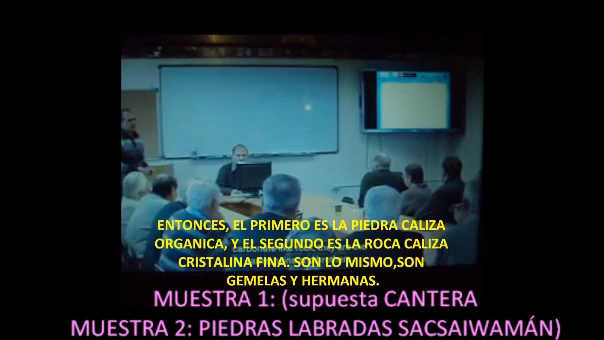 ENTONCES, EL PRIMERO ES LA PIEDRA CALIZA
ORGANICA, Y EL SEGUNDO ES LA ROCA CALIZA
CRISTALINA FINA. SON LO MISMO,SON
GEMELAS Y HERMANAS.
MUESTRA 1: (supuesta CANTERA
MUESTRA 2: PIEDRAS LABRADAS SACSAIWAMÁN)